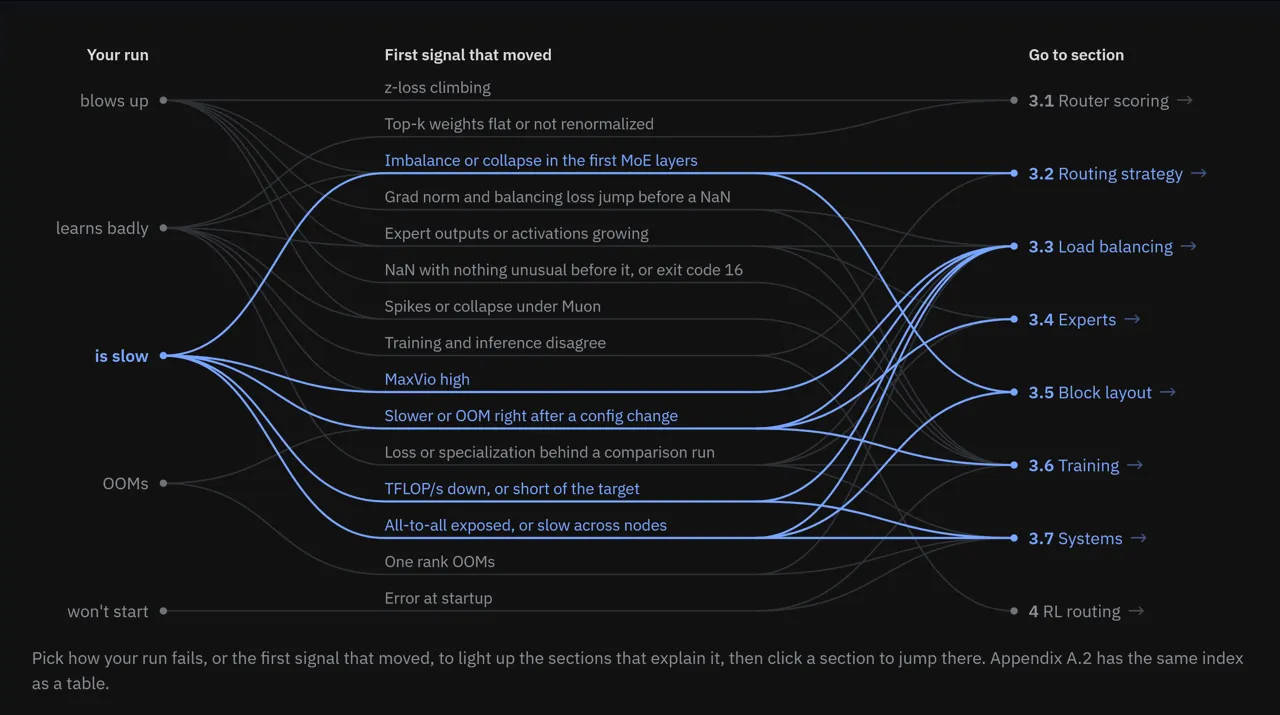 Your run
First signal that moved
Go to section
blows up
learns badly
is slow
OOMs
won't start
z-loss climbing
Top-k weights flat or not renormalized
Imbalance or collapse in the first MoE layers
Grad norm and balancing loss jump before a NaN
Expert outputs or activations growing
NaN with nothing unusual before it, or exit code 16
Spikes or collapse under Muon
Training and inference disagree
MaxVio high
Slower or OOM right after a config change
Loss or specialization behind a comparison run
TFLOP/s down, or short of the target
All-to-all exposed, or slow across nodes
One rank OOMs
Error at startup
3.1 Router scoring →
3.2 Routing strategy →
3.3 Load balancing →
3.4 Experts →
3.5 Block layout →
3.6 Training →
3.7 Systems →
4 RL routing →
Pick how your run fails, or the first signal that moved, to light up the sections that explain it, then click a section to jump there. Appendix A.2 has the same index
as a table.